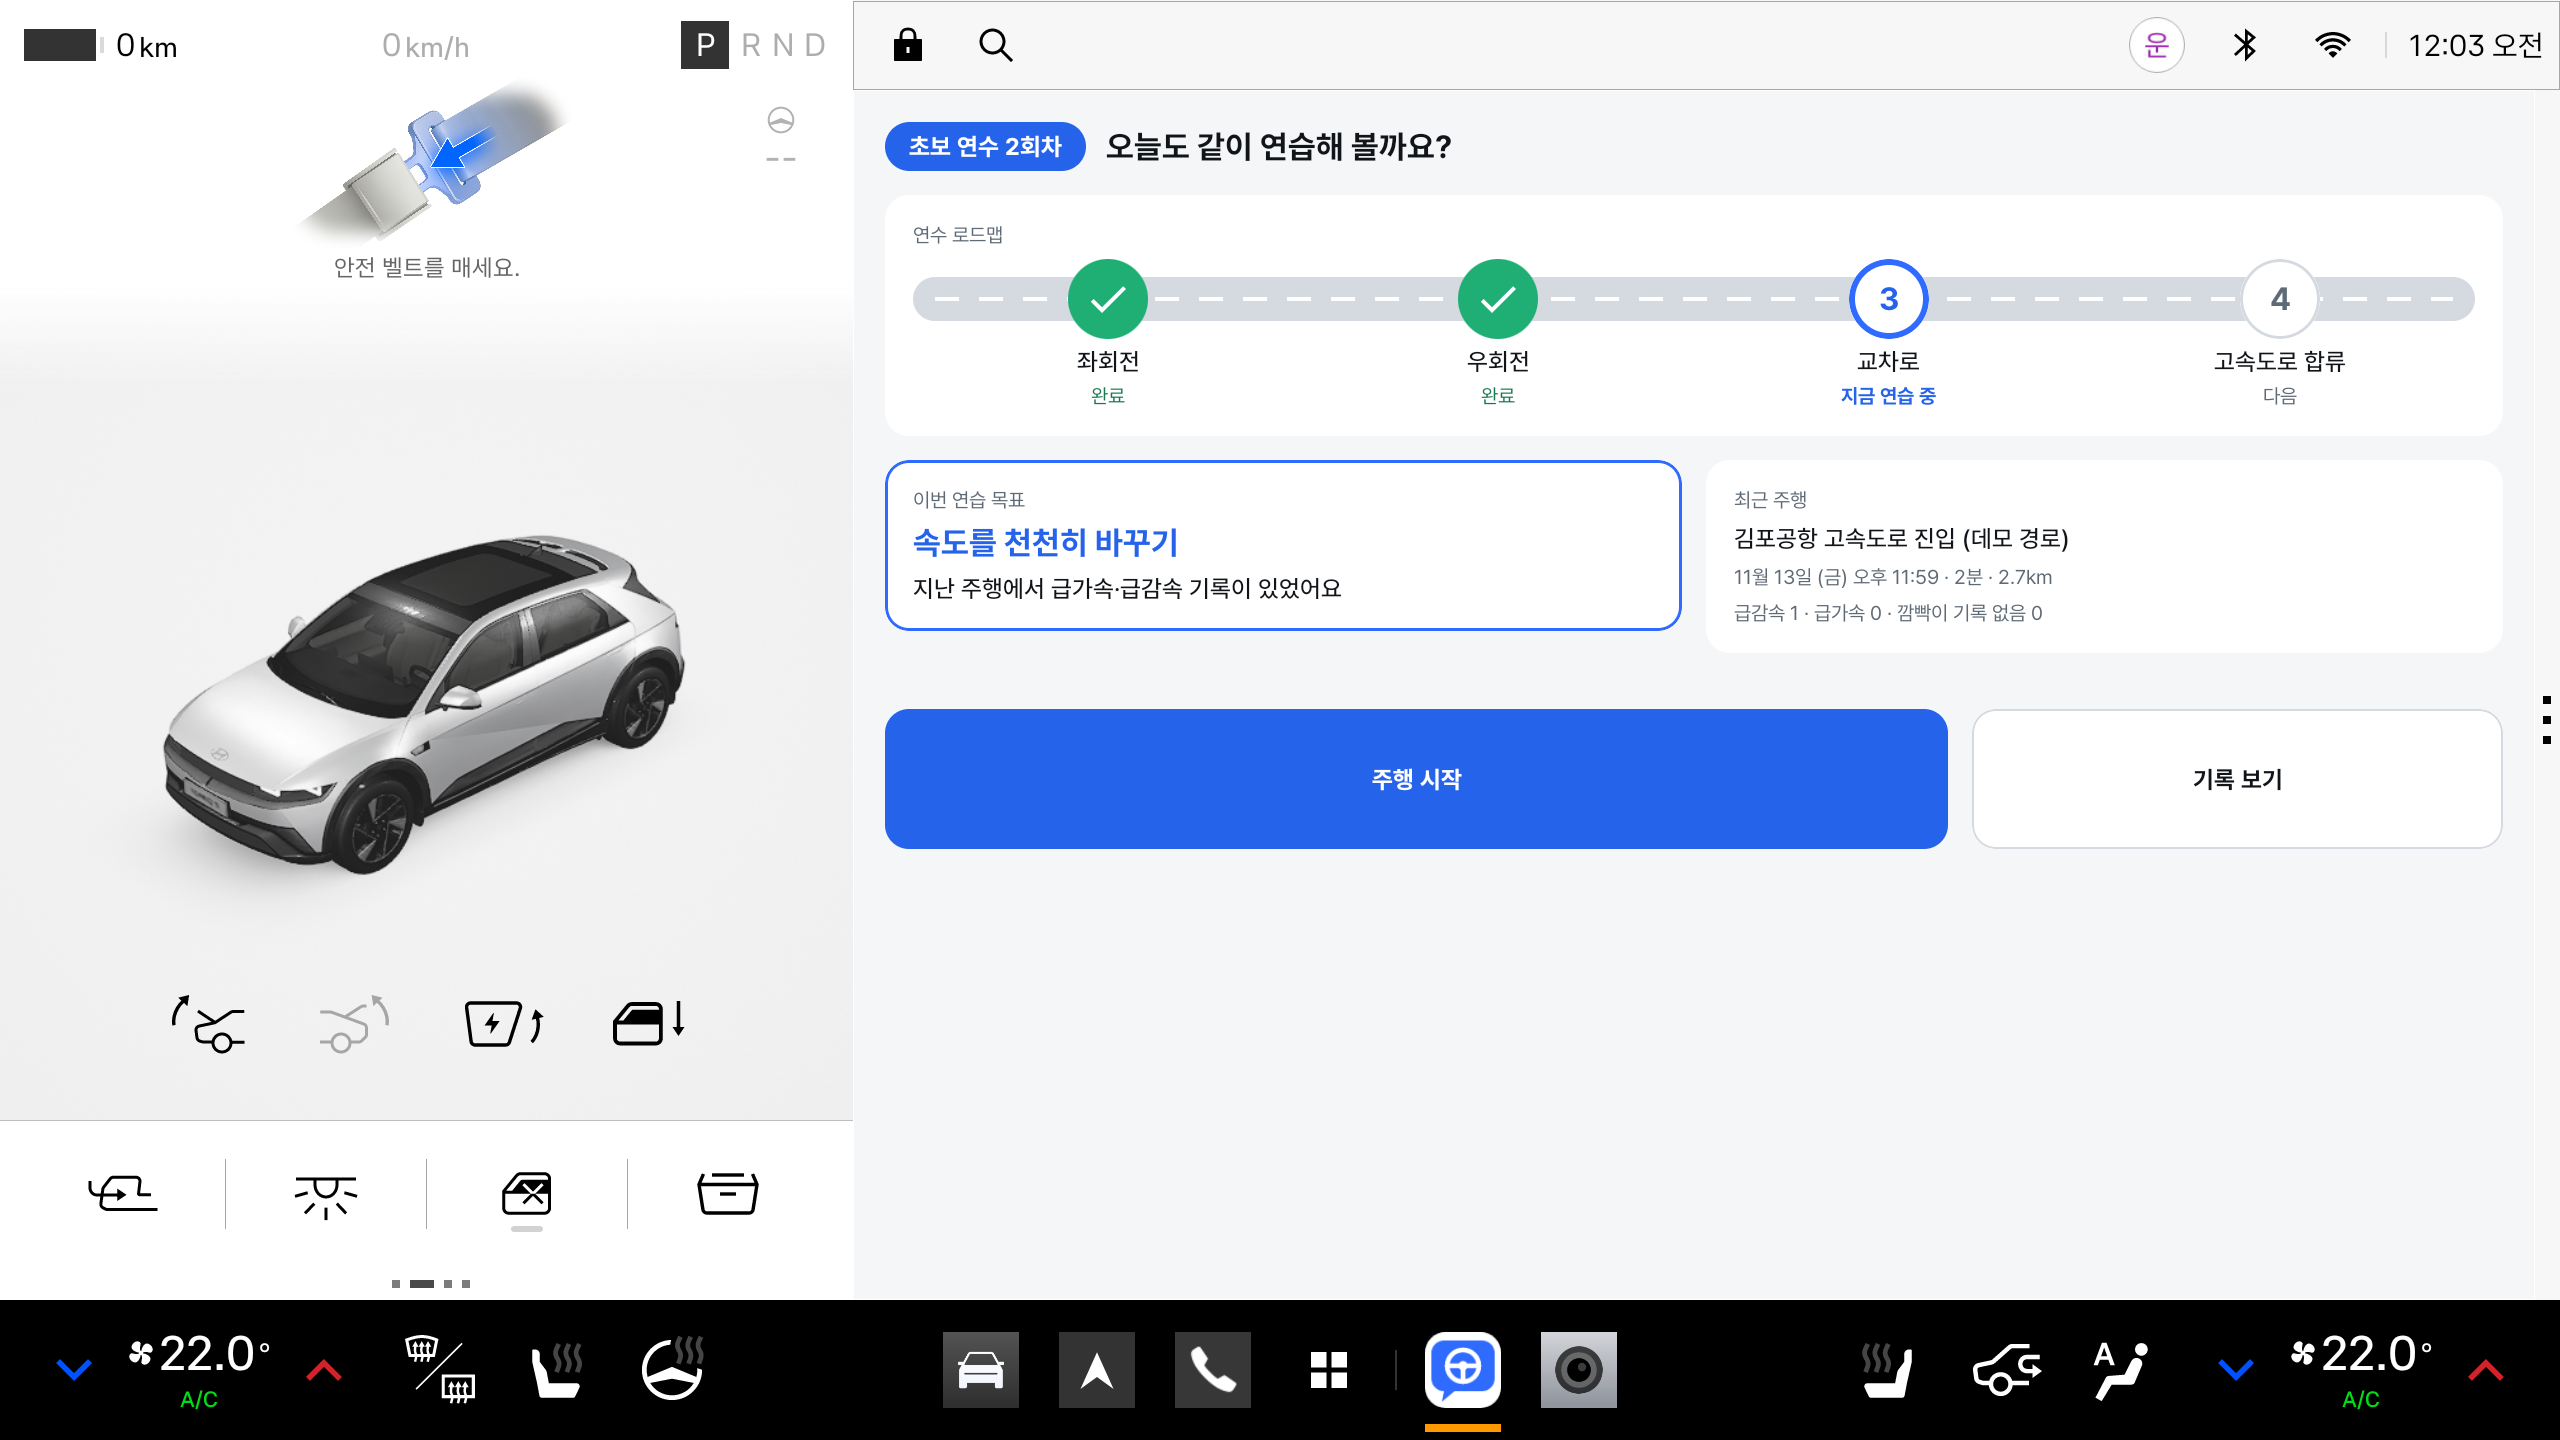 0 km
0 km/h
P R N D
안전 벨트를 매세요.
운
12:03 오전
초보 연수 2회차
오늘도 같이 연습해 볼까요?
연수 로드맵
3
4
좌회전
우회전
교차로
고속도로 합류
완료
완료
지금 연습 중
다음
이번 연습 목표
속도를 천천히 바꾸기
지난 주행에서 급가속·급감속 기록이 있었어요
최근 주행
김포공항 고속도로 진입 (데모 경로)
11월 13일 (금) 오후 11:59 · 2분 · 2.7km
급감속 1 · 급가속 0 · 깜빡이 기록 없음 0
주행 시작
기록 보기
22.0°
A/C
A
22.0°
A/C